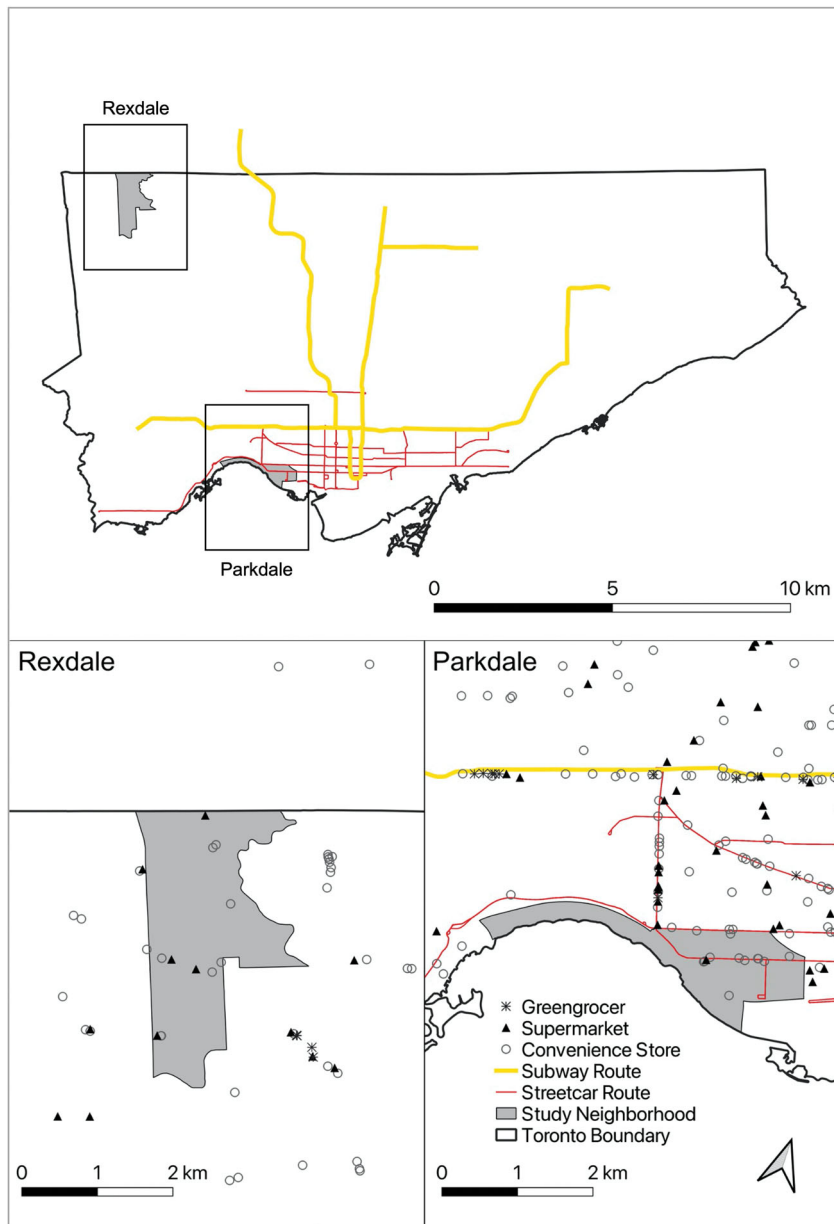 Rexdale
Parkdale
0 5 10 km
Rexdale
0 1 2 km
Parkdale
Greengrocer
Supermarket
Convenience Store
Subway Route
Streetcar Route
Study Neighborhood
Toronto Boundary
0 1 2 km